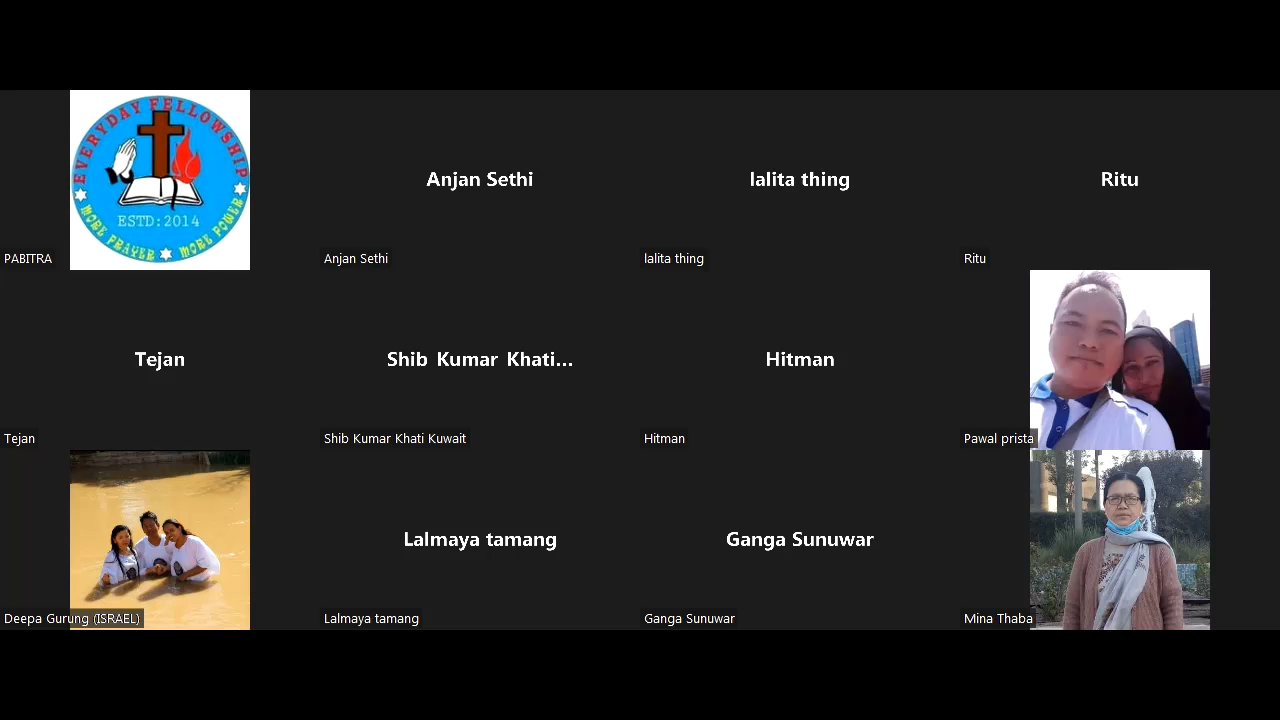 EVERYDAY FELLOWSHIP
ESTD:2014
MORE PRAYER MORE POWER
PABITRA
Anjan Sethi
Anjan Sethi
lalita thing
lalita thing
Ritu
Ritu
Tejan
Tejan
Shib Kumar Khati...
Shib Kumar Khati Kuwait
Hitman
Hitman
Pawal prista
Deepa Gurung (ISRAEL)
Lalmaya tamang
Lalmaya tamang
Ganga Sunuwar
Ganga Sunuwar
Mina Thaba